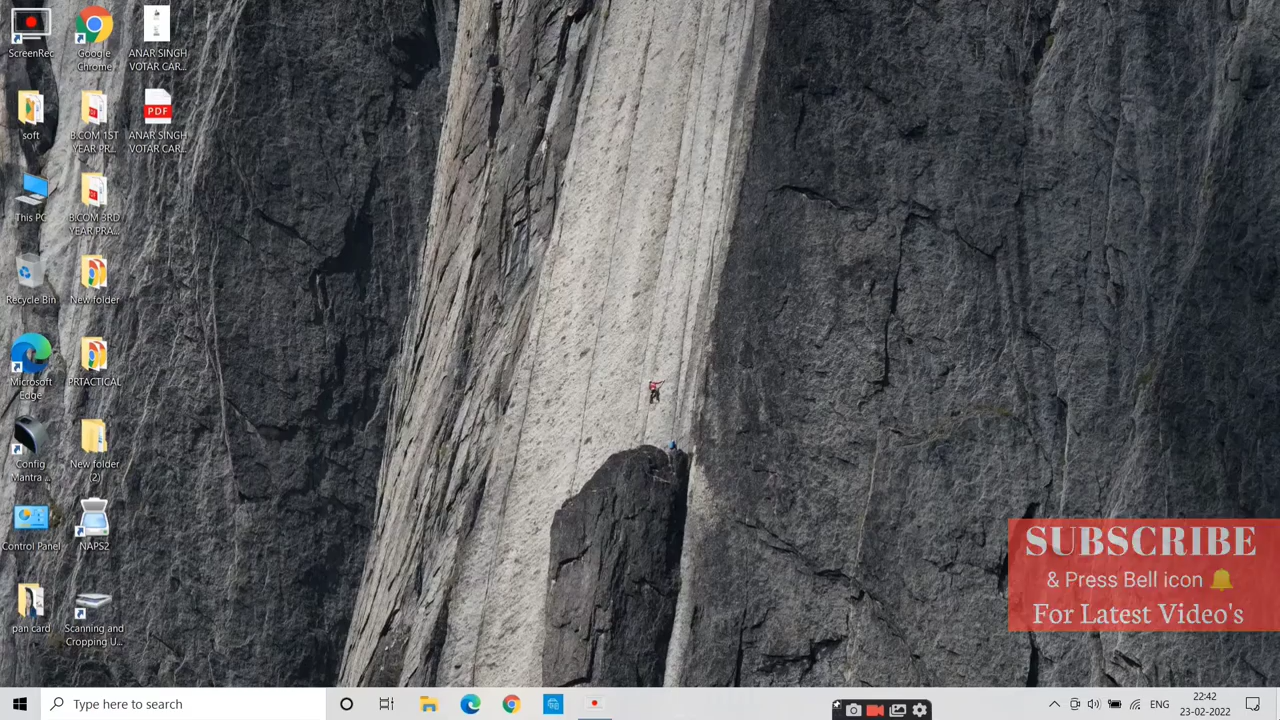 ScreenRec
Google
Chrome
ANAR SINGH
VOTAR CAR...
soft
B.COM 1ST
YEAR PR...
PDF
ANAR SINGH
VOTAR CAR...
This PC
B.COM 3RD
YEAR PRA...
Recycle Bin
New folder
Microsoft
Edge
PRTACTICAL
Config
Mantra ...
New folder
(2)
Control Panel
NAPS2
pan card
Scanning and
Cropping U...
SUBSCRIBE
& Press Bell icon 🔔
For Latest Video's
Type here to search
ENG
22:42
23-02-2022